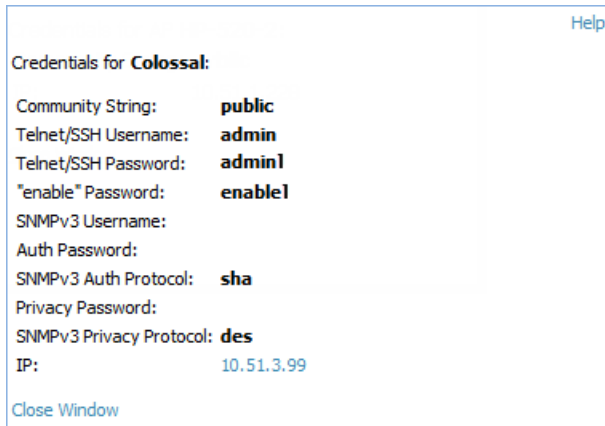 Help
Credentials for Colossal:
Community String: public
Telnet/SSH Username: admin
Telnet/SSH Password: admin1
"enable" Password: enable1
SNMPv3 Username:
Auth Password:
SNMPv3 Auth Protocol: sha
Privacy Password:
SNMPv3 Privacy Protocol: des
IP: 10.51.3.99
Close Window